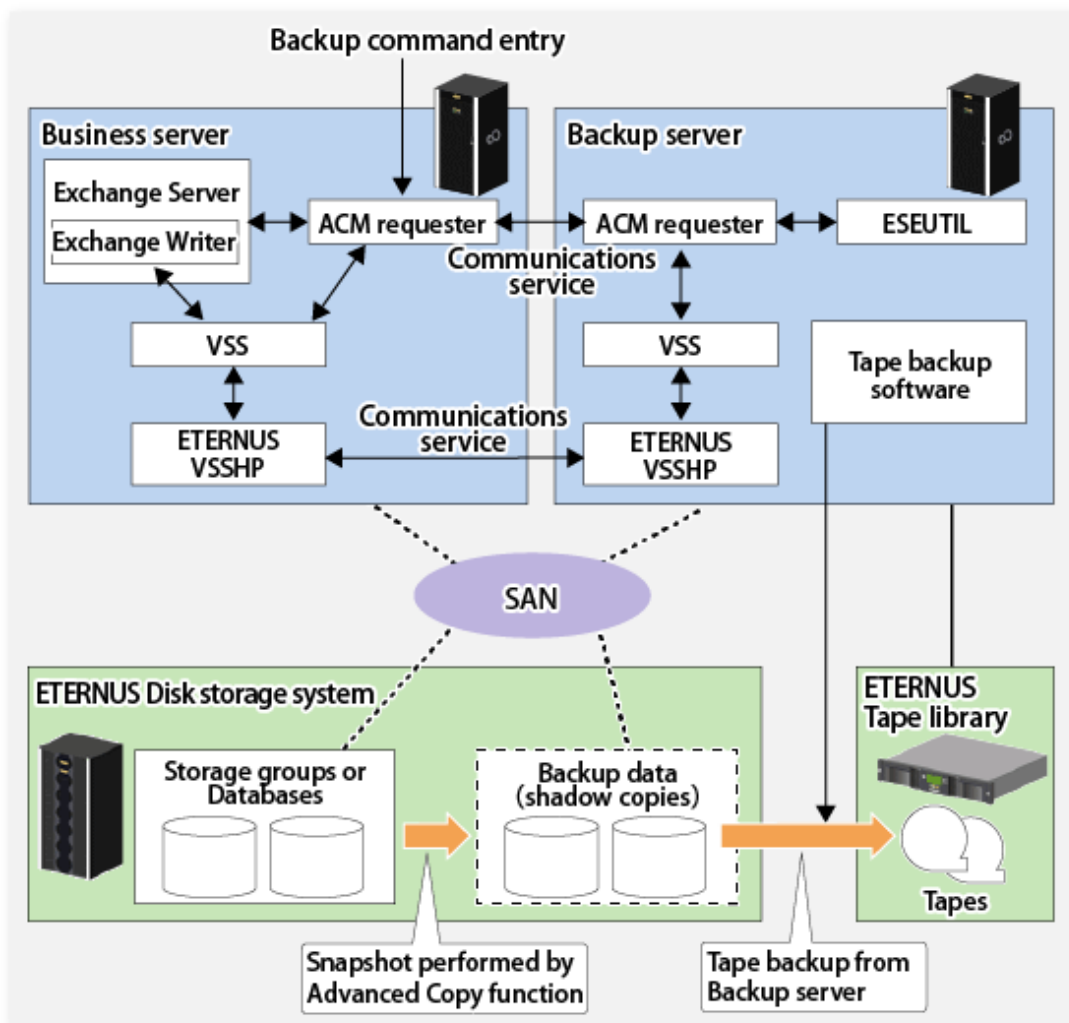 Backup command entry
Business server
Exchange Server
Exchange Writer
ACM requester
VSS
ETERNUS
VSSHP
Communications
service
Communications
service
Backup server
ACM requester
ESEUTIL
VSS
ETERNUS
VSSHP
Tape backup
software
SAN
ETERNUS Disk storage system
Storage groups or
Databases
Backup data
(shadow copies)
ETERNUS
Tape library
Tapes
Snapshot performed by
Advanced Copy function
Tape backup from
Backup server